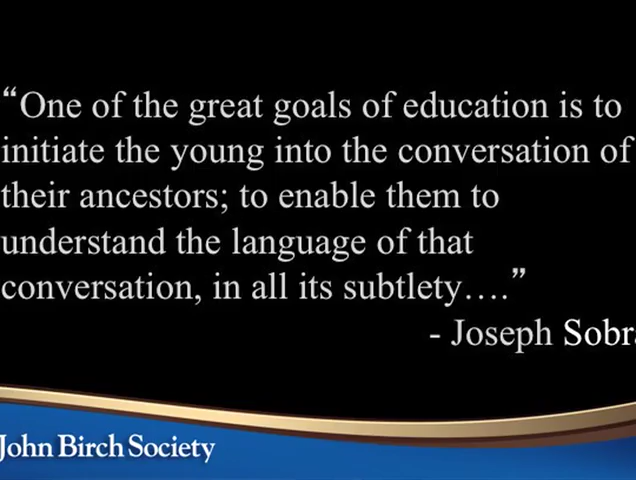 “One of the great goals of education is to
initiate the young into the conversation of
their ancestors; to enable them to
understand the language of that
conversation, in all its subtlety….”
- Joseph Sobra
John Birch Society